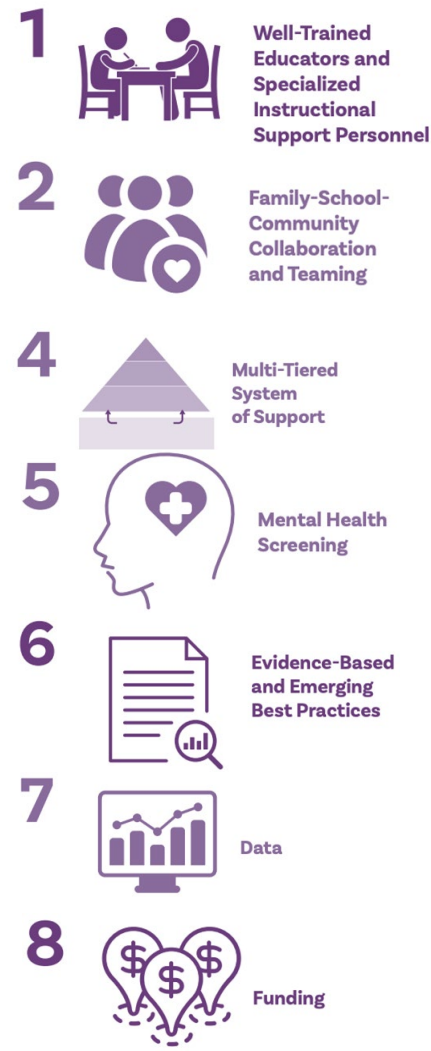 1
Well-Trained
Educators and
Specialized
Instructional
Support Personnel
2
Family-School-
Community
Collaboration
and Teaming
4
Multi-Tiered
System
of Support
5
Mental Health
Screening
6
Evidence-Based
and Emerging
Best Practices
7
Data
8
$ $ $
Funding